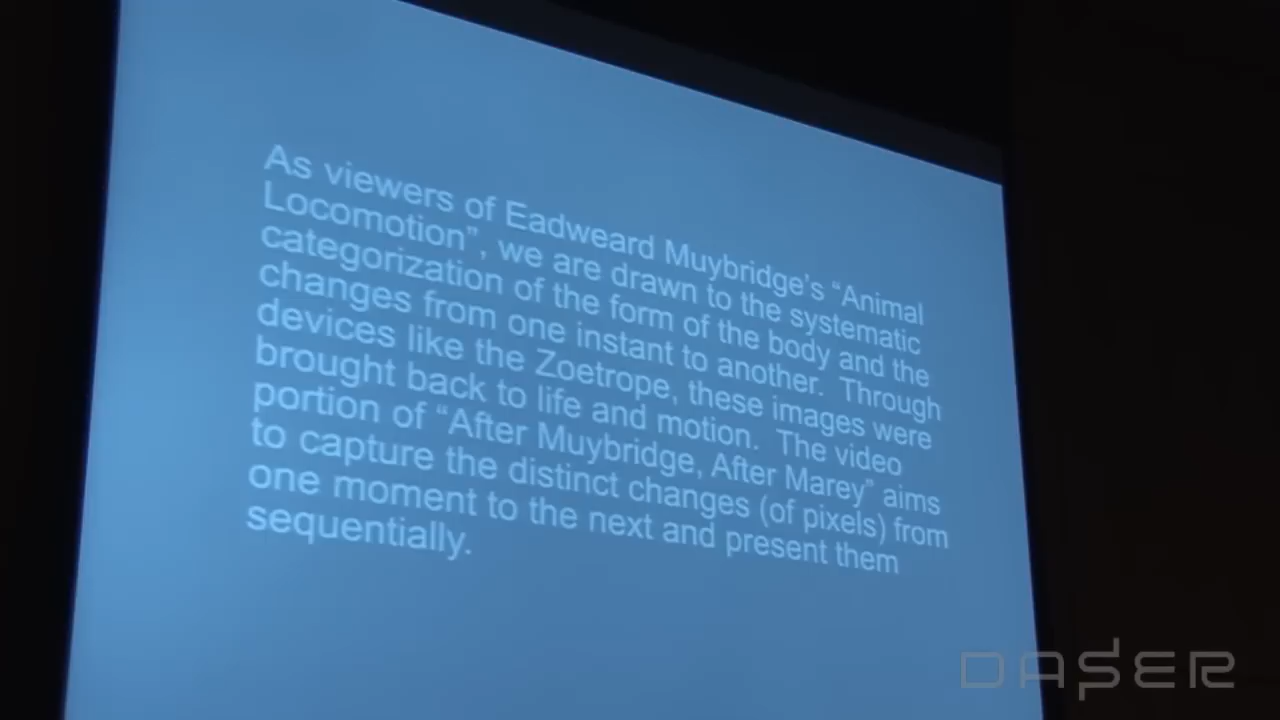 As viewers of Eadweard Muybridge's “Animal
Locomotion”, we are drawn to the systematic
categorization of the form of the body and the
changes from one instant to another.  Through
devices like the Zoetrope, these images were
brought back to life and motion.  The video
portion of “After Muybridge, After Marey” aims
to capture the distinct changes (of pixels) from
one moment to the next and present them
sequentially.
DASER